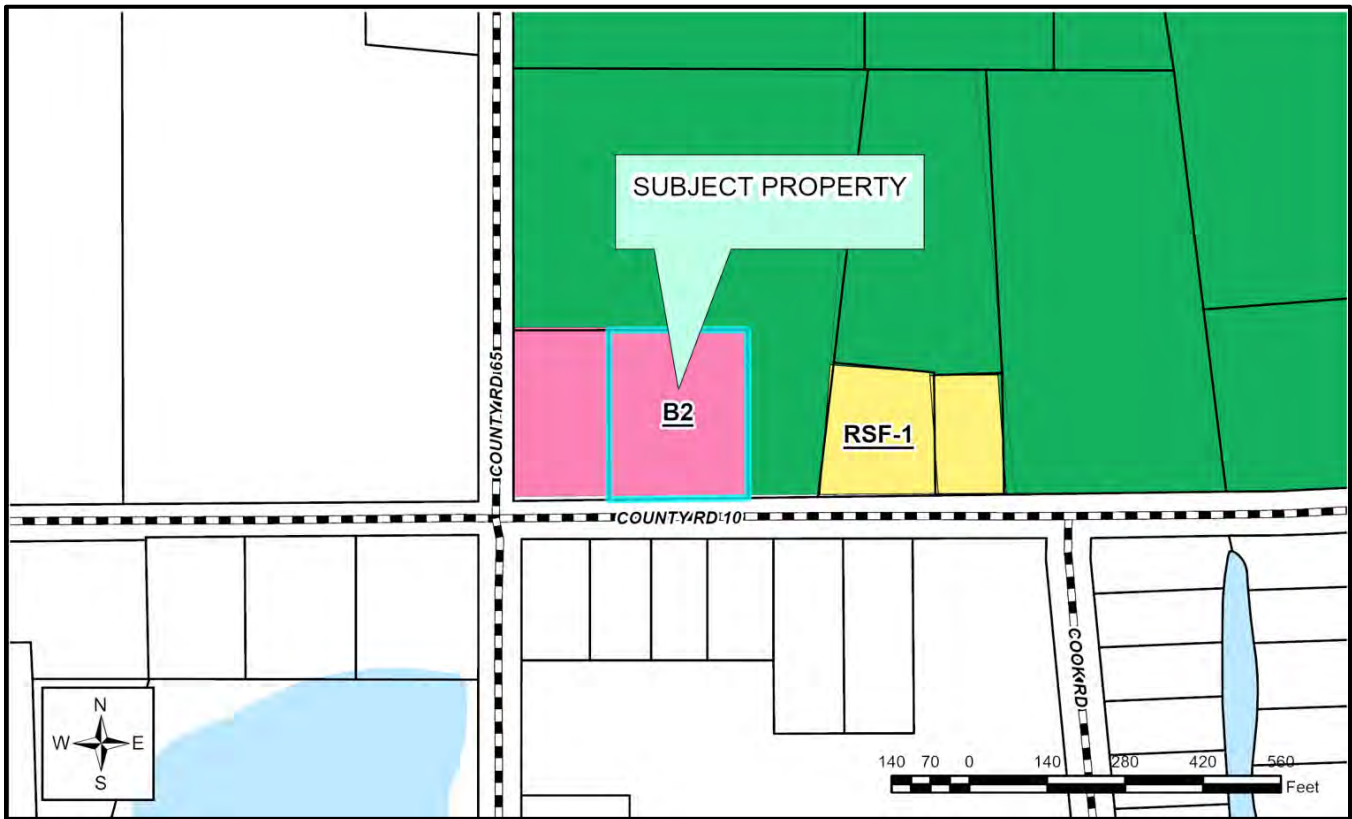 SUBJECT PROPERTY
COUNTY RD 65
B2
RSF-1
COUNTY RD 10
COOK RD
N
W E
S
140 70 0 140 280 420 560
Feet